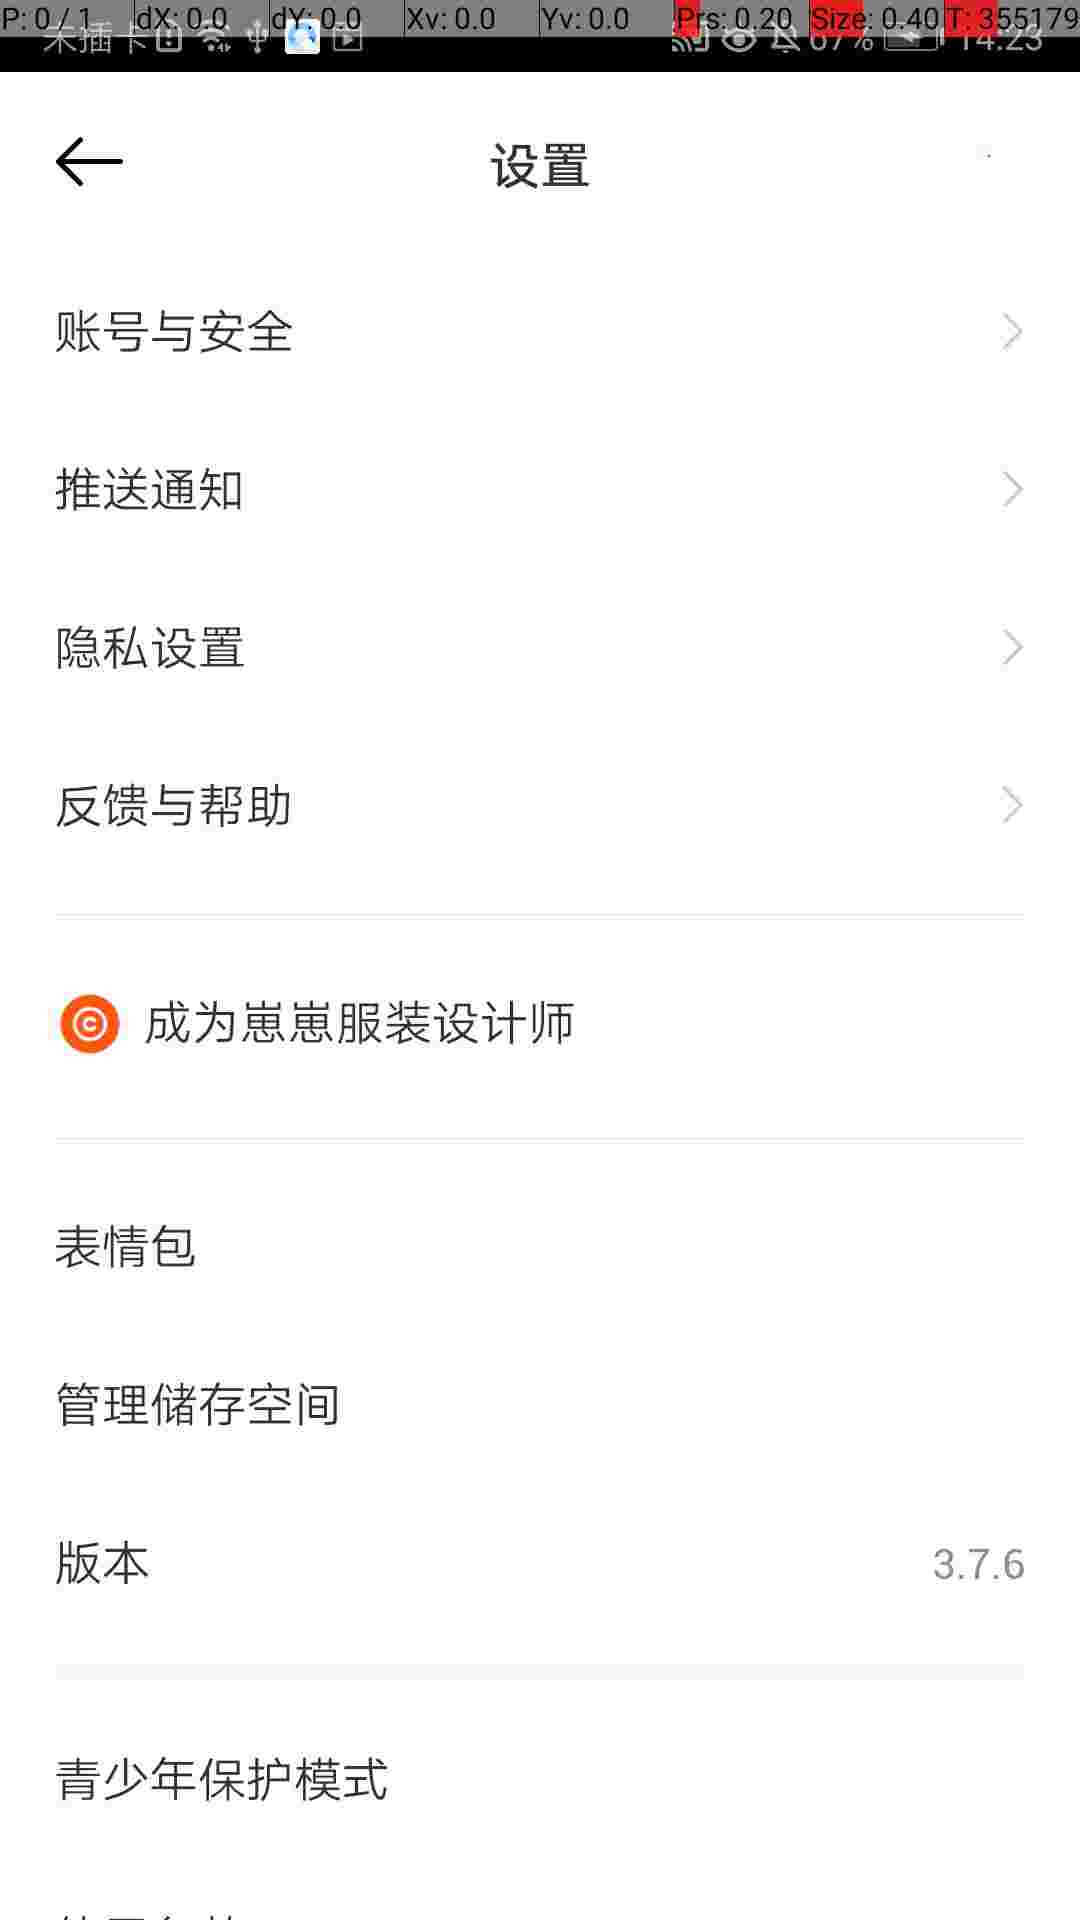 P: 0 / 1 dX: 0.0 dY: 0.0 Xv: 0.0 Yv: 0.0 Prs: 0.20 Size: 0.40 T: 355179
未插卡 67% 14:23
设置
账号与安全
推送通知
隐私设置
反馈与帮助
成为崽崽服装设计师
表情包
管理储存空间
版本 3.7.6
青少年保护模式